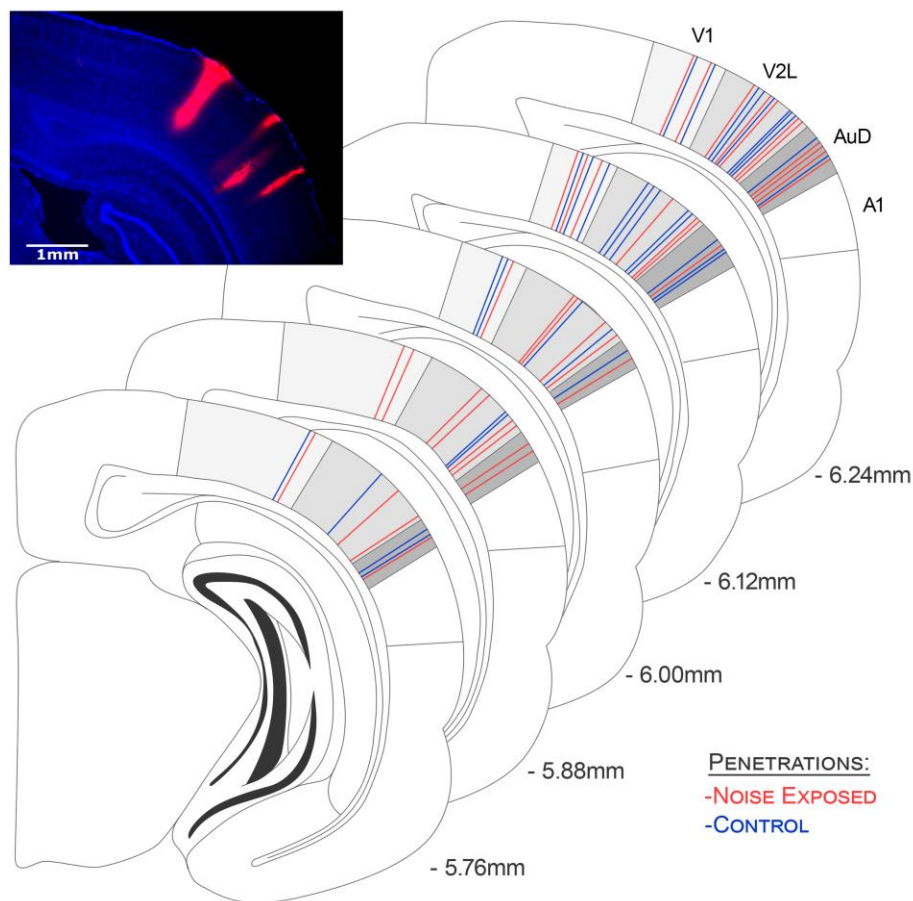 V1
V2L
AuD
A1
1mm
- 6.24mm
- 6.12mm
- 6.00mm
- 5.88mm
- 5.76mm
PENETRATIONS:
-NOISE EXPOSED
-CONTROL